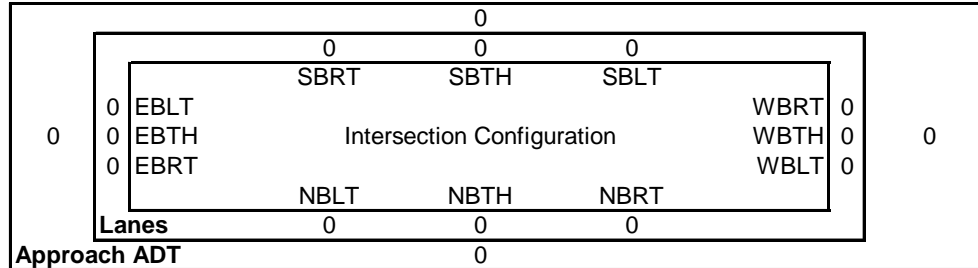 0
0 0 0
SBRT SBTH SBLT
0 EBLT WBRT 0
0 0 EBTH Intersection Configuration WBTH 0 0
0 EBRT WBLT 0
NBLT NBTH NBRT
Lanes 0 0 0
Approach ADT 0